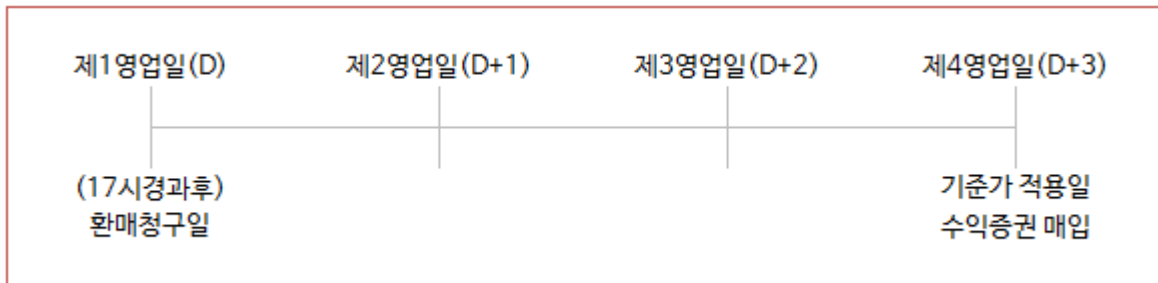 제1영업일(D) 제2영업일(D+1) 제3영업일(D+2) 제4영업일(D+3)
(17시경과후) 기준가 적용일
환매청구일 수익증권 매입